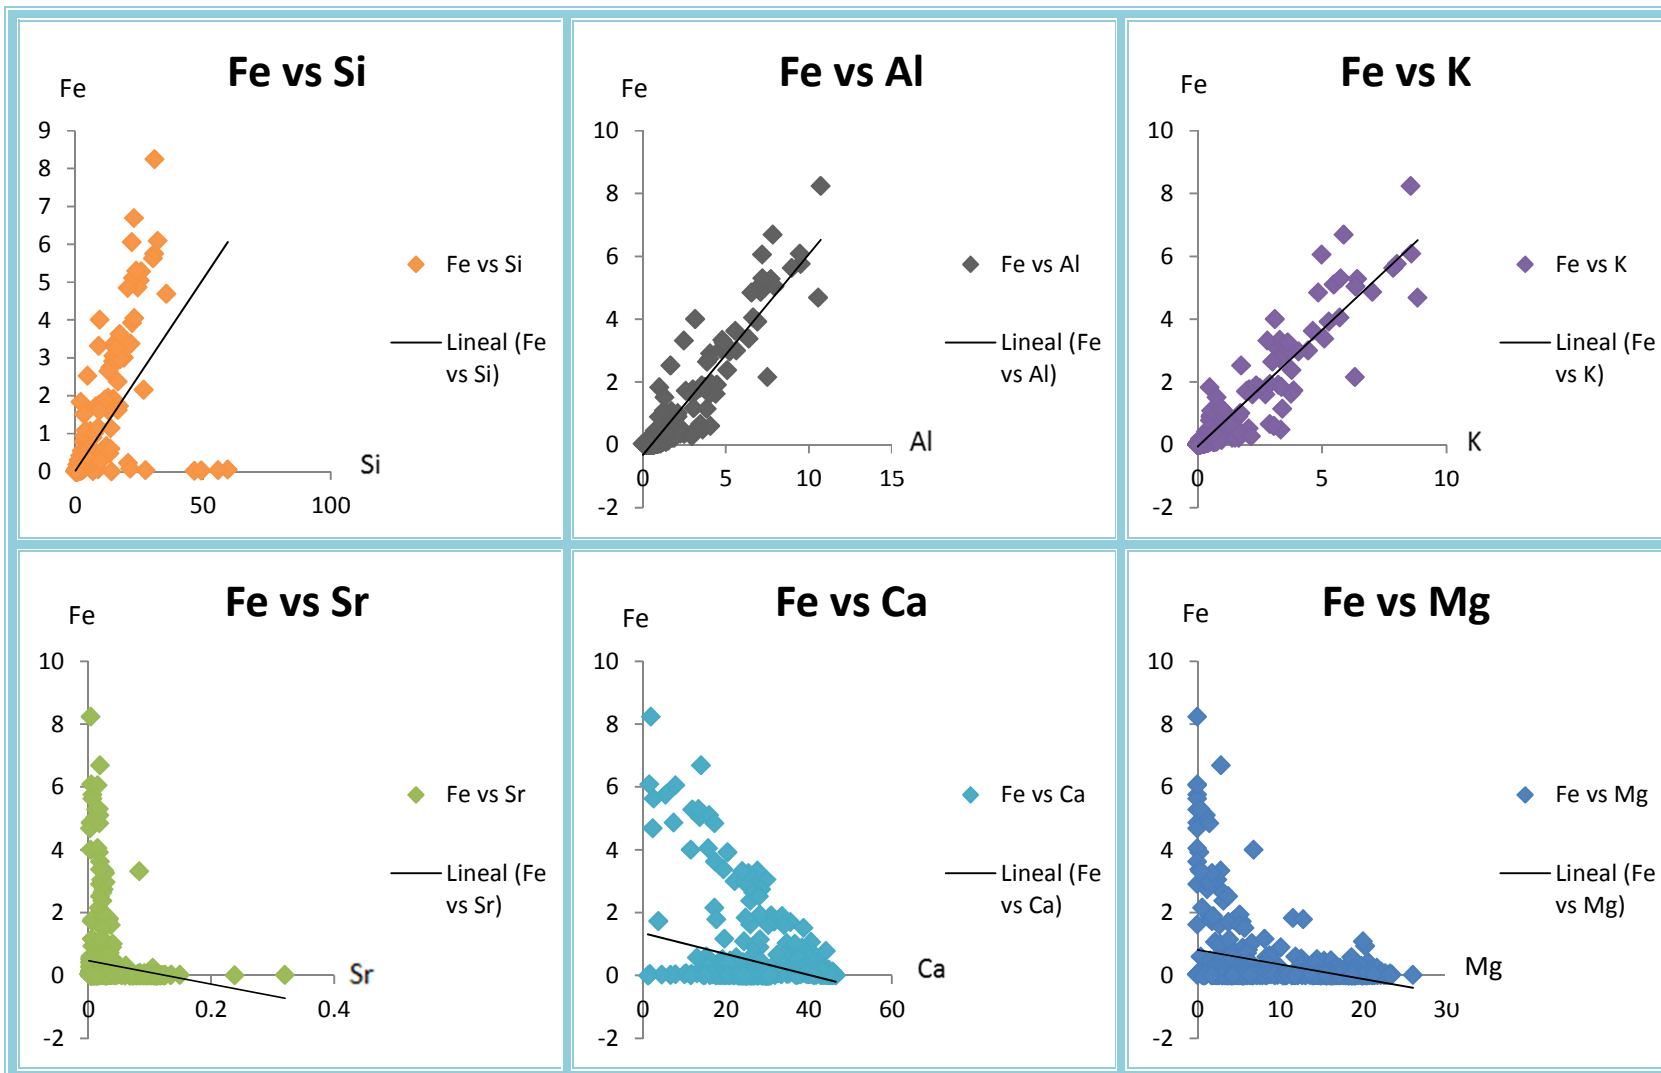 Fe vs Si
Fe
9
8
7
6
5
4
3
2
1
0
0
50
100
Si
Fe vs Si
Lineal (Fe
vs Si)
Fe vs Al
Fe
10
8
6
4
2
0
-2
0
5
10
15
Al
Fe vs Al
Lineal (Fe
vs Al)
Fe vs K
Fe
10
8
6
4
2
0
-2
0
5
10
K
Fe vs K
Lineal (Fe
vs K)
Fe vs Sr
Fe
10
8
6
4
2
0
-2
0
0.2
0.4
Sr
Fe vs Sr
Lineal (Fe
vs Sr)
Fe vs Ca
Fe
10
8
6
4
2
0
-2
0
20
40
60
Ca
Fe vs Ca
Lineal (Fe
vs Ca)
Fe vs Mg
Fe
10
8
6
4
2
0
-2
0
10
20
30
Mg
Fe vs Mg
Lineal (Fe
vs Mg)